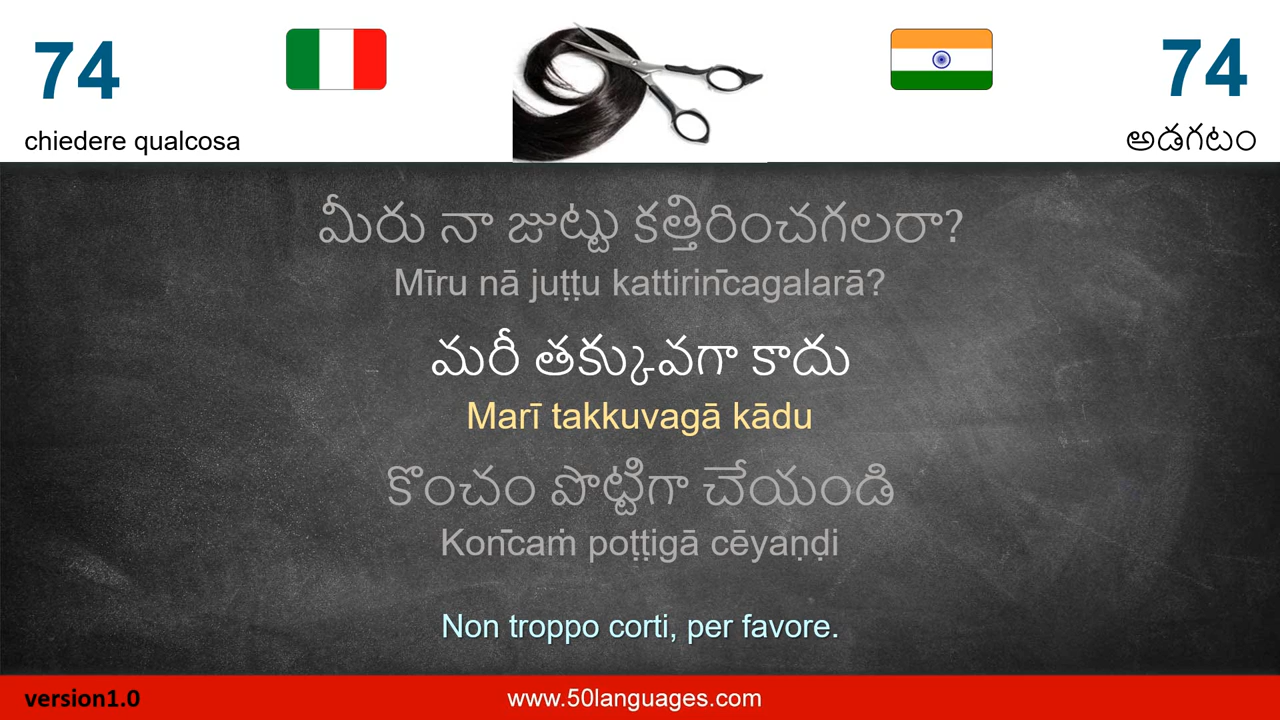 74
74
chiedere qualcosa
అడగటం
మీరు నా జుట్టు కత్తిరించగలరా?
Mīru nā juṭṭu kattirin̄cagalarā?
మరీ తక్కువగా కాదు
Marī takkuvagā kādu
కొంచం పొట్టిగా చేయండి
Kon̄caṁ poṭṭigā cēyaṇḍi
Non troppo corti, per favore.
version1.0
www.50languages.com